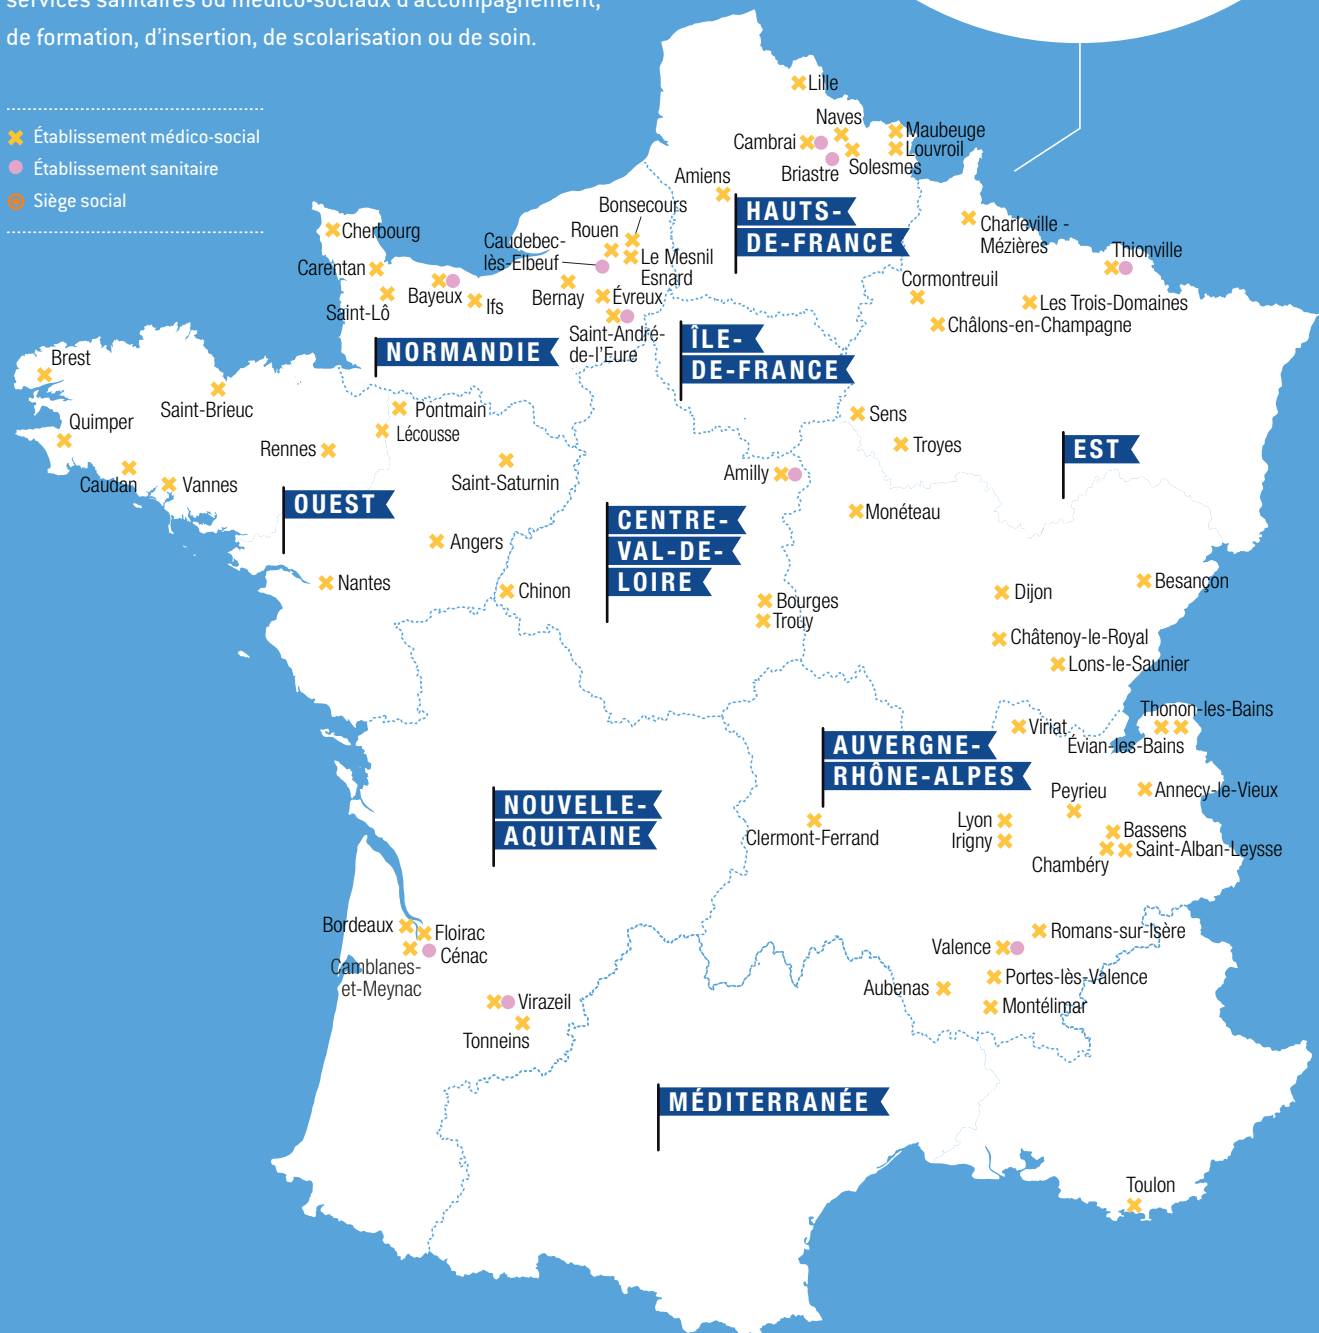 services sanitaires ou médico-sociaux d'accompagnement,
de formation, d'insertion, de scolarisation ou de soin.
Établissement médico-social
Établissement sanitaire
Siège social
Lille
Naves
Cambrai
Maubeuge
Louvroil
Solesmes
Briastre
Amiens
HAUTS-
DE-FRANCE
Bonsecours
Rouen
Caudebec-
lès-Elbeuf
Le Mesnil
Esnard
Cherbourg
Carentan
Saint-Lô
Bayeux
Ifs
Bernay
Évreux
Saint-André-
de-l'Eure
NORMANDIE
ÎLE-
DE-FRANCE
Charleville -
Mézières
Thionville
Cormontreuil
Les Trois-Domaines
Châlons-en-Champagne
Brest
Saint-Brieuc
Quimper
Caudan
Vannes
Rennes
Pontmain
Lécousse
Saint-Saturnin
OUEST
Angers
Nantes
Chinon
Sens
Troyes
EST
Amilly
Monéteau
CENTRE-
VAL-DE-
LOIRE
Bourges
Trouy
Dijon
Besançon
Châtenoy-le-Royal
Lons-le-Saunier
Thonon-les-Bains
Viriat
Évian-les-Bains
AUVERGNE-
RHÔNE-ALPES
Peyrieu
Annecy-le-Vieux
NOUVELLE-
AQUITAINE
Clermont-Ferrand
Lyon
Irigny
Bassens
Saint-Alban-Leysse
Chambéry
Bordeaux
Floirac
Cénac
Camblanes-
et-Meynac
Virazeil
Tonneins
Romans-sur-Isère
Valence
Portes-lès-Valence
Aubenas
Montélimar
MÉDITERRANÉE
Toulon